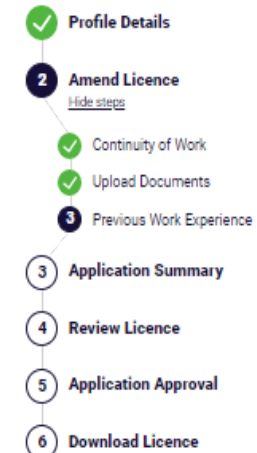 Profile Details
2 Amend Licence
Hide steps
Continuity of Work
Upload Documents
3 Previous Work Experience
3 Application Summary
4 Review Licence
5 Application Approval
6 Download Licence